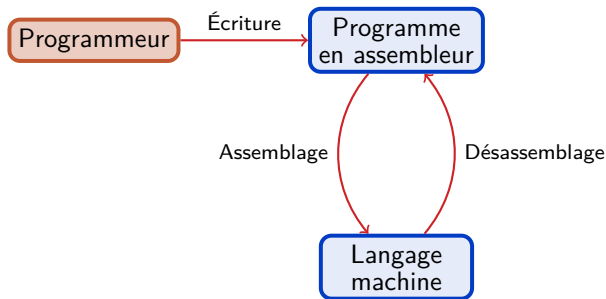 Programmeur
Écriture
Programme
en assembleur
Assemblage
Désassemblage
Langage
machine